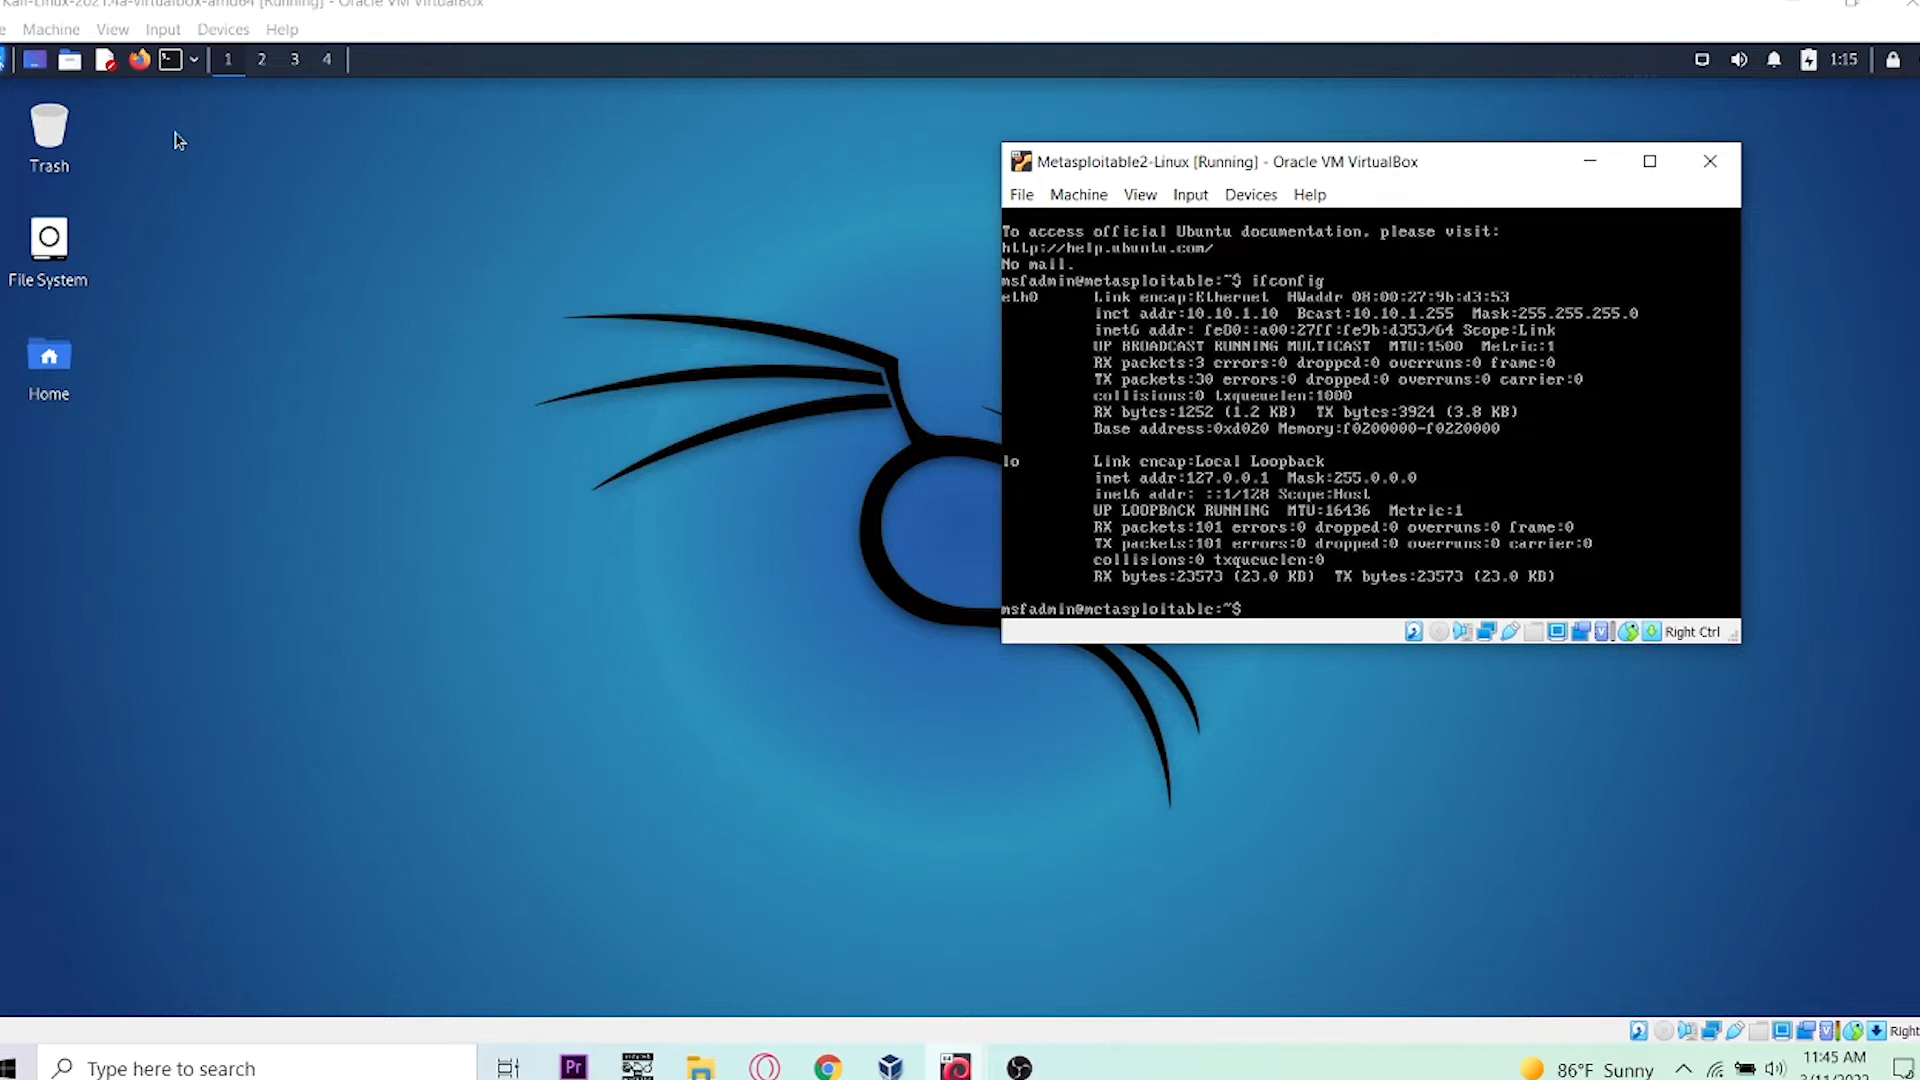 Kali-Linux-2021.4a-virtualbox-amd64 [Running] - Oracle VM VirtualBox
Machine View Input Devices Help
1 2 3 4
1:15
Trash
File System
Home
Metasploitable2-Linux [Running] - Oracle VM VirtualBox
File Machine View Input Devices Help
To access official Ubuntu documentation, please visit:
http://help.ubuntu.com/
No mail.
msfadmin@metasploitable:~$ ifconfig
eth0 Link encap:Ethernet HWaddr 08:00:27:9b:d3:53
inet addr:10.10.1.10 Bcast:10.10.1.255 Mask:255.255.255.0
inet6 addr: fe80::a00:27ff:fe9b:d353/64 Scope:Link
UP BROADCAST RUNNING MULTICAST MTU:1500 Metric:1
RX packets:3 errors:0 dropped:0 overruns:0 frame:0
TX packets:30 errors:0 dropped:0 overruns:0 carrier:0
collisions:0 txqueuelen:1000
RX bytes:1252 (1.2 KB) TX bytes:3924 (3.8 KB)
Base address:0xd020 Memory:f0200000-f0220000
lo Link encap:Local Loopback
inet addr:127.0.0.1 Mask:255.0.0.0
inet6 addr: ::1/128 Scope:Host
UP LOOPBACK RUNNING MTU:16436 Metric:1
RX packets:101 errors:0 dropped:0 overruns:0 frame:0
TX packets:101 errors:0 dropped:0 overruns:0 carrier:0
collisions:0 txqueuelen:0
RX bytes:23573 (23.0 KB) TX bytes:23573 (23.0 KB)
msfadmin@metasploitable:~$
Right Ctrl
Right
Type here to search
Pr
86°F Sunny
11:45 AM